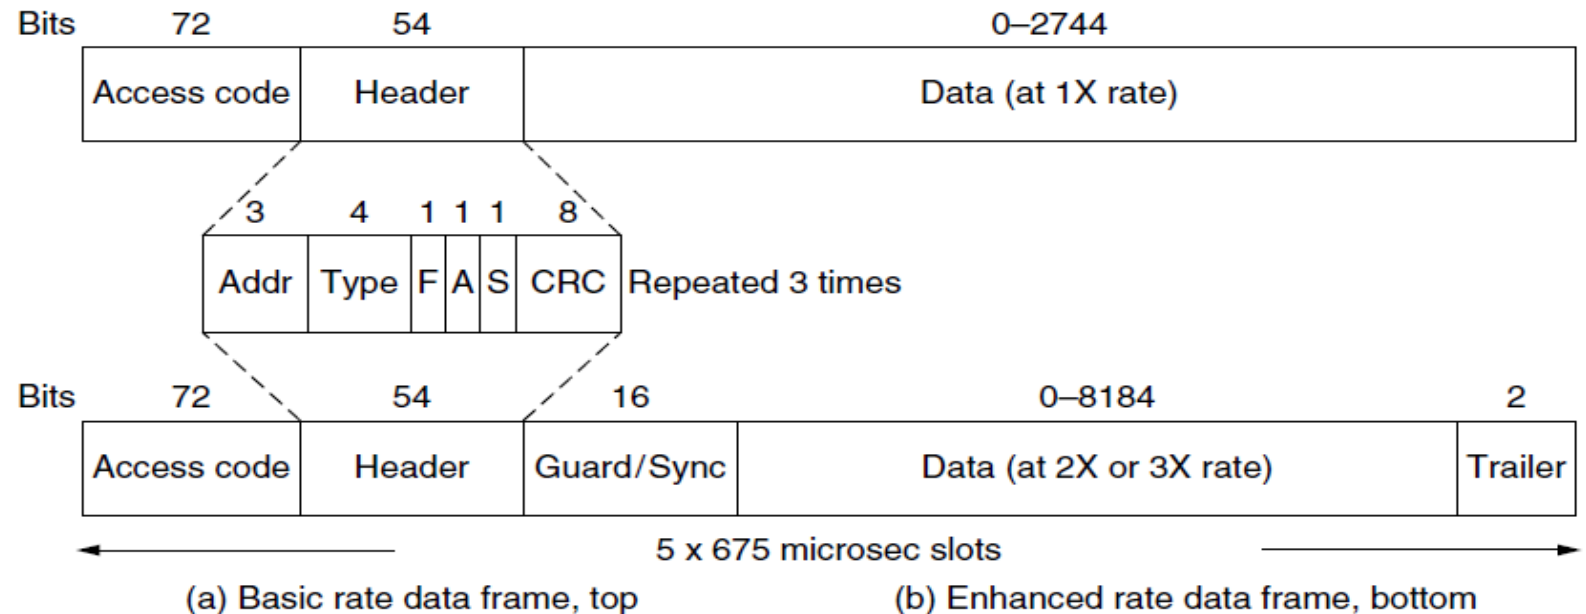 Bits 72 54 0–2744
Access code Header Data (at 1X rate)
3 4 1 1 1 8
Addr Type F A S CRC Repeated 3 times
Bits 72 54 16 0–8184 2
Access code Header Guard/Sync Data (at 2X or 3X rate) Trailer
5 x 675 microsec slots
(a) Basic rate data frame, top (b) Enhanced rate data frame, bottom